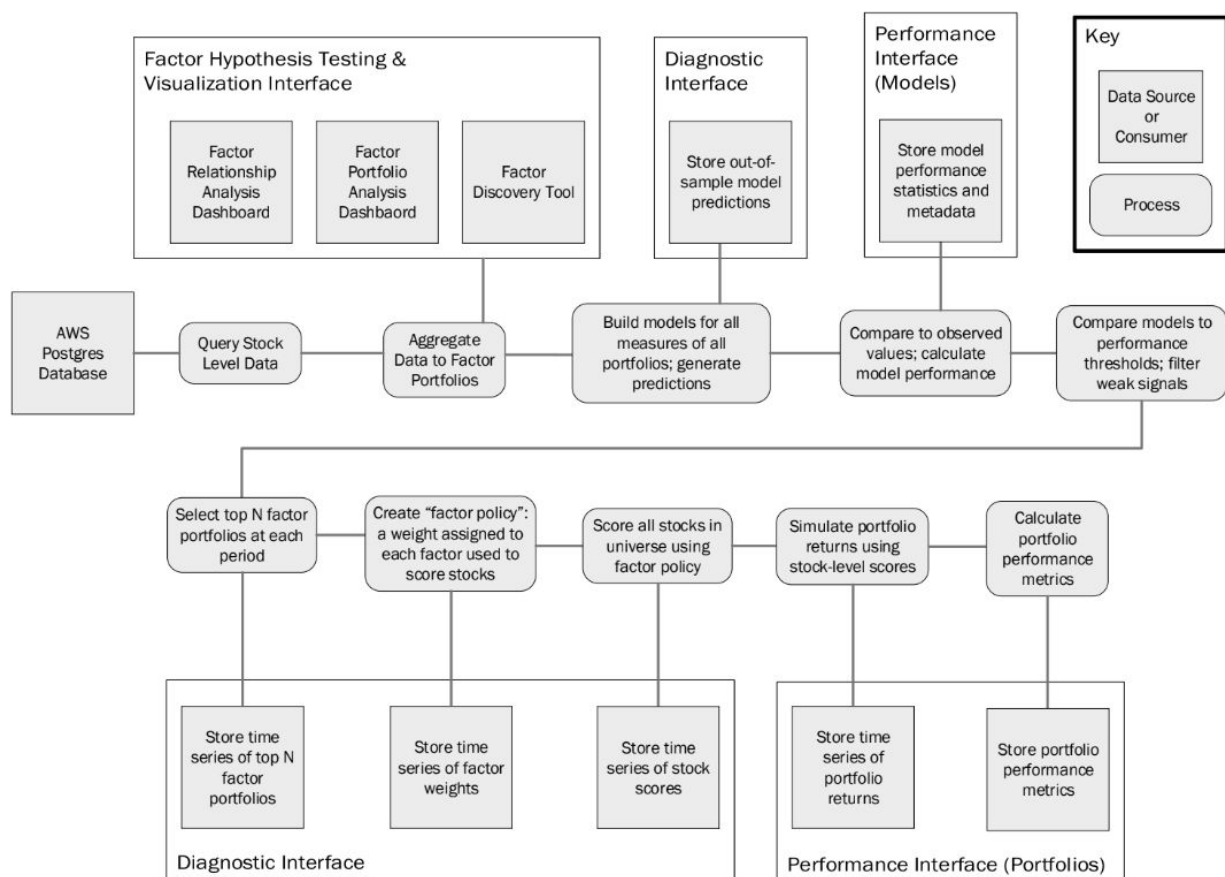 Factor Hypothesis Testing &
Visualization Interface
Factor
Relationship
Analysis
Dashboard
Factor
Portfolio
Analysis
Dashbaord
Factor
Discovery Tool
Diagnostic
Interface
Store out-of-
sample model
predictions
Performance
Interface
(Models)
Store model
performance
statistics and
metadata
Key
Data Source
or
Consumer
Process
AWS
Postgres
Database
Query Stock
Level Data
Aggregate
Data to Factor
Portfolios
Build models for all
measures of all
portfolios; generate
predictions
Compare to observed
values; calculate
model performance
Compare models to
performance
thresholds; filter
weak signals
Select top N factor
portfolios at each
period
Create “factor policy”:
a weight assigned to
each factor used to
score stocks
Score all stocks in
universe using
factor policy
Simulate portfolio
returns using
stock-level scores
Calculate
portfolio
performance
metrics
Store time
series of top N
factor
portfolios
Store time
series of factor
weights
Store time
series of stock
scores
Store time
series of
portfolio
returns
Store portfolio
performance
metrics
Diagnostic Interface
Performance Interface (Portfolios)